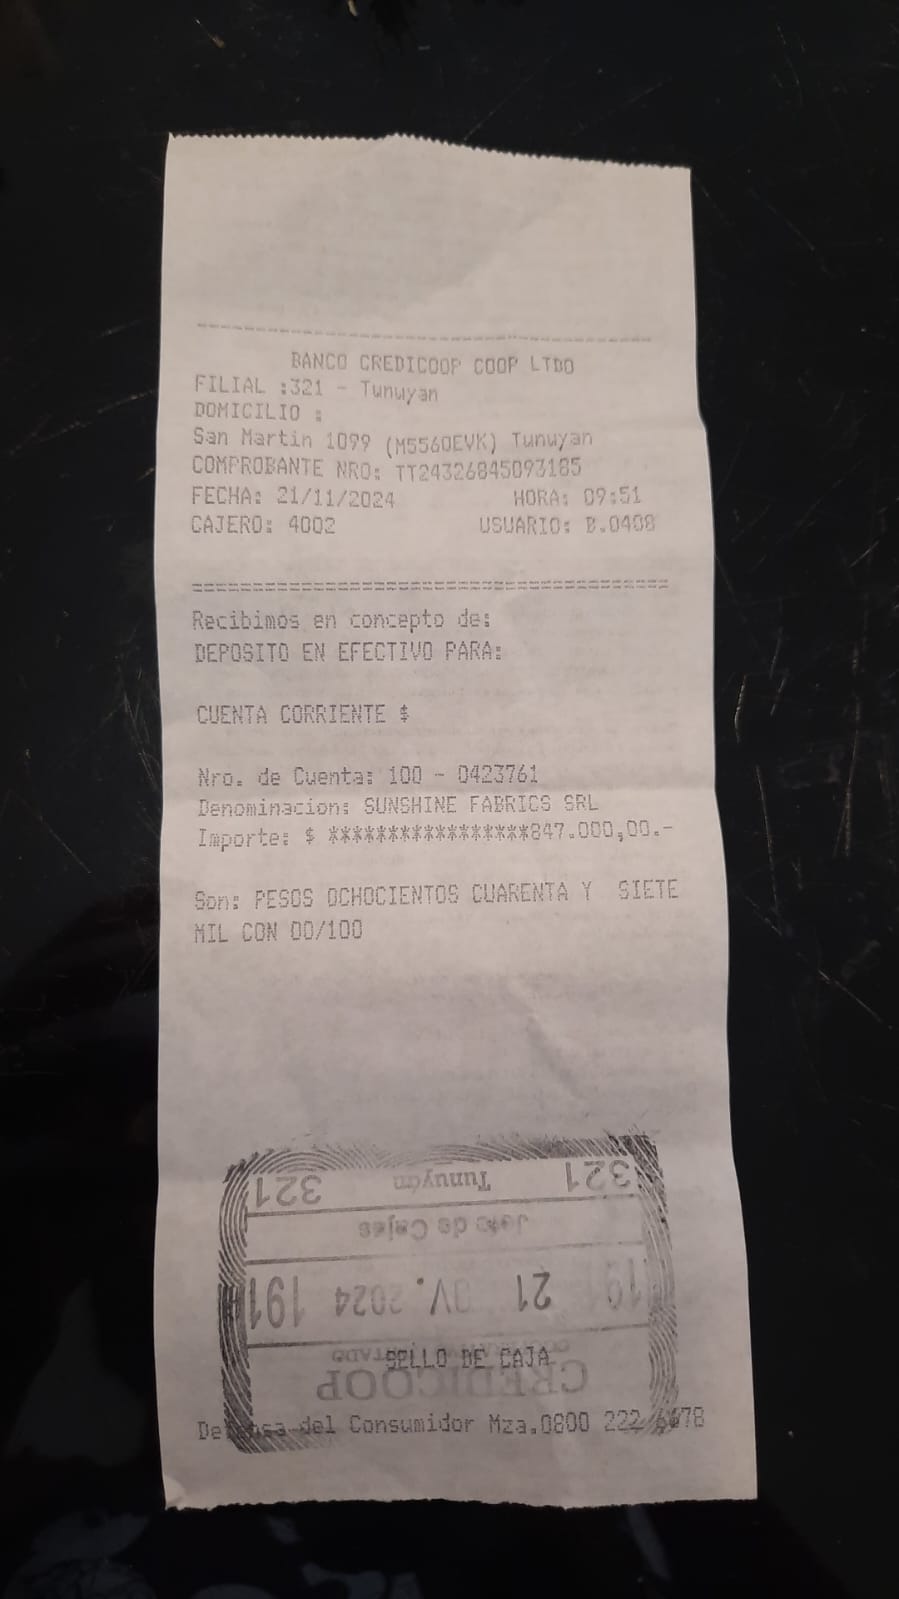 BANCO CREDICOOP COOP LTDO
FILIAL :321 - Tunuyan
DOMICILIO :
San Martin 1099 (M5560EVK) Tunuyan
COMPROBANTE NRO: TT24326845093185
FECHA: 21/11/2024 HORA: 09:51
CAJERO: 4002 USUARIO: B.0408
Recibimos en concepto de:
DEPOSITO EN EFECTIVO PARA:
CUENTA CORRIENTE $
Nro. de Cuenta: 100 - 0423761
Denominacion: SUNSHINE FABRICS SRL
Importe: $ *****************847.000,00.-
Son: PESOS OCHOCIENTOS CUARENTA Y  SIETE
MIL CON 00/100
321 Tunuyán 321
Jefe de Cajas
191 21 2024 191
SELLO DE CAJA
CREDICOOP
Defensa del Consumidor Mza.0800 222 6678